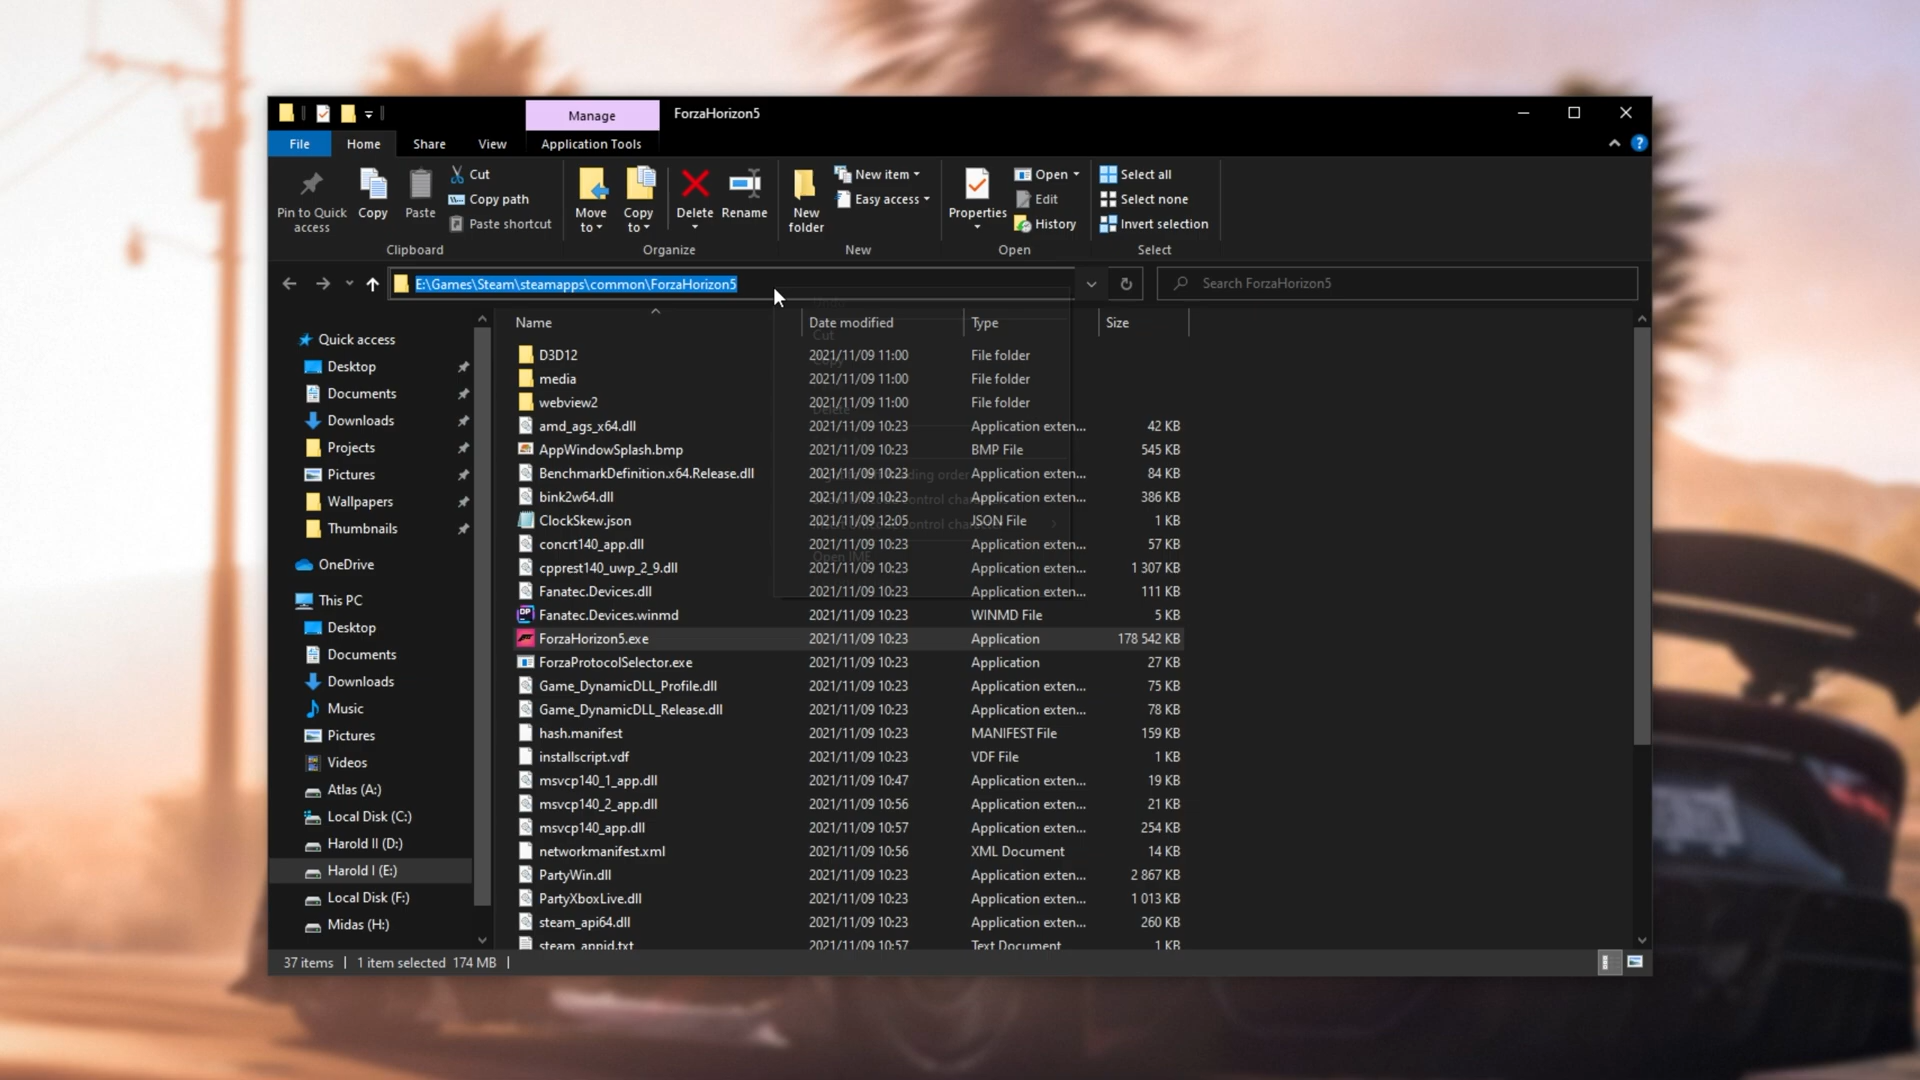 Manage
ForzaHorizon5
File
Home
Share
View
Application Tools
Pin to Quick access
Copy
Paste
Cut
Copy path
Paste shortcut
Clipboard
Move to
Copy to
Delete
Rename
Organize
New folder
New item
Easy access
New
Properties
Open
Edit
History
Open
Select all
Select none
Invert selection
Select
E:\Games\Steam\steamapps\common\ForzaHorizon5
Search ForzaHorizon5
Quick access
Desktop
Documents
Downloads
Projects
Pictures
Wallpapers
Thumbnails
OneDrive
This PC
Desktop
Documents
Downloads
Music
Pictures
Videos
Atlas (A:)
Local Disk (C:)
Harold II (D:)
Harold I (E:)
Local Disk (F:)
Midas (H:)
Name Date modified Type Size
D3D12 2021/11/09 11:00 File folder
media 2021/11/09 11:00 File folder
webview2 2021/11/09 11:00 File folder
amd_ags_x64.dll 2021/11/09 10:23 Application exten... 42 KB
AppWindowSplash.bmp 2021/11/09 10:23 BMP File 545 KB
BenchmarkDefinition.x64.Release.dll 2021/11/09 10:23 Application exten... 84 KB
bink2w64.dll 2021/11/09 10:23 Application exten... 386 KB
ClockSkew.json 2021/11/09 12:05 JSON File 1 KB
concrt140_app.dll 2021/11/09 10:23 Application exten... 57 KB
cpprest140_uwp_2_9.dll 2021/11/09 10:23 Application exten... 1 307 KB
Fanatec.Devices.dll 2021/11/09 10:23 Application exten... 111 KB
Fanatec.Devices.winmd 2021/11/09 10:23 WINMD File 5 KB
ForzaHorizon5.exe 2021/11/09 10:23 Application 178 542 KB
ForzaProtocolSelector.exe 2021/11/09 10:23 Application 27 KB
Game_DynamicDLL_Profile.dll 2021/11/09 10:23 Application exten... 75 KB
Game_DynamicDLL_Release.dll 2021/11/09 10:23 Application exten... 78 KB
hash.manifest 2021/11/09 10:23 MANIFEST File 159 KB
installscript.vdf 2021/11/09 10:23 VDF File 1 KB
msvcp140_1_app.dll 2021/11/09 10:47 Application exten... 19 KB
msvcp140_2_app.dll 2021/11/09 10:56 Application exten... 21 KB
msvcp140_app.dll 2021/11/09 10:57 Application exten... 254 KB
networkmanifest.xml 2021/11/09 10:56 XML Document 14 KB
PartyWin.dll 2021/11/09 10:23 Application exten... 2 867 KB
PartyXboxLive.dll 2021/11/09 10:23 Application exten... 1 013 KB
steam_api64.dll 2021/11/09 10:23 Application exten... 260 KB
steam_appid.txt 2021/11/09 10:57 Text Document 1 KB
Cut
Delete
Open IME
37 items
1 item selected 174 MB